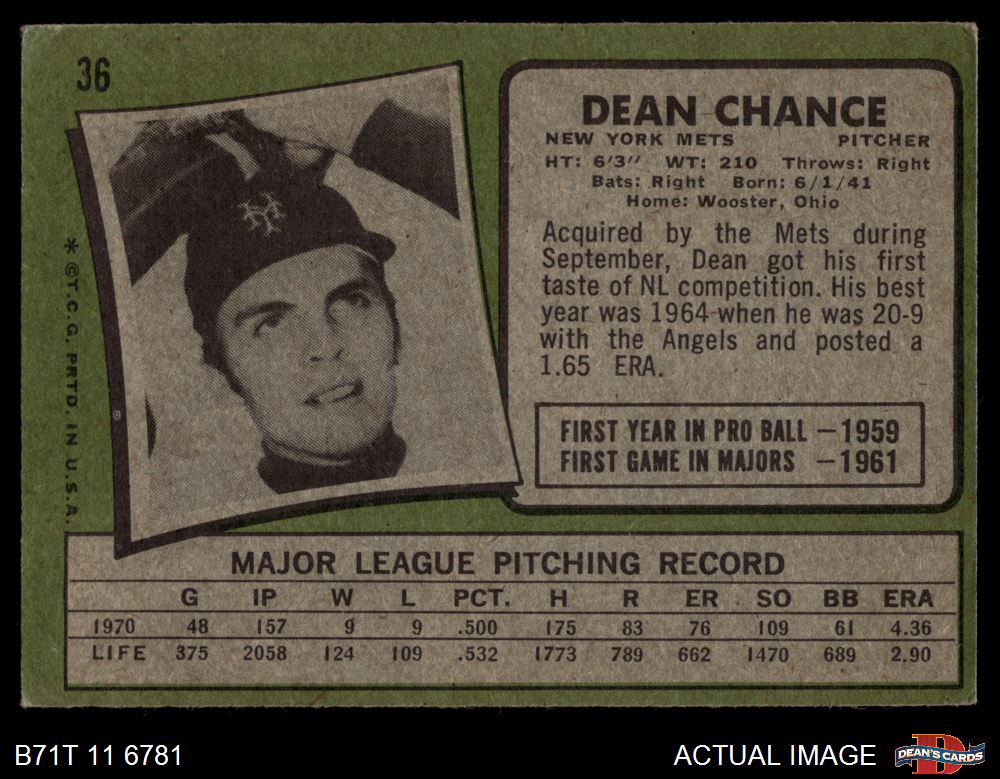 36
DEAN CHANCE
NEW YORK METS PITCHER
HT: 6'3" WT: 210 Throws: Right
Bats: Right Born: 6/1/41
Home: Wooster, Ohio
Acquired by the Mets during
September, Dean got his first
taste of NL competition. His best
year was 1964 when he was 20-9
with the Angels and posted a
1.65 ERA.
FIRST YEAR IN PRO BALL — 1959
FIRST GAME IN MAJORS — 1961
* © T.C.G. PRTD. IN U.S.A.
MAJOR LEAGUE PITCHING RECORD
G IP W L PCT. H R ER SO BB ERA
1970 48 157 9 9 .500 175 83 76 109 61 4.36
LIFE 375 2058 124 109 .532 1773 789 662 1470 689 2.90
B71T 11 6781
ACTUAL IMAGE
D
DEAN'S CARDS